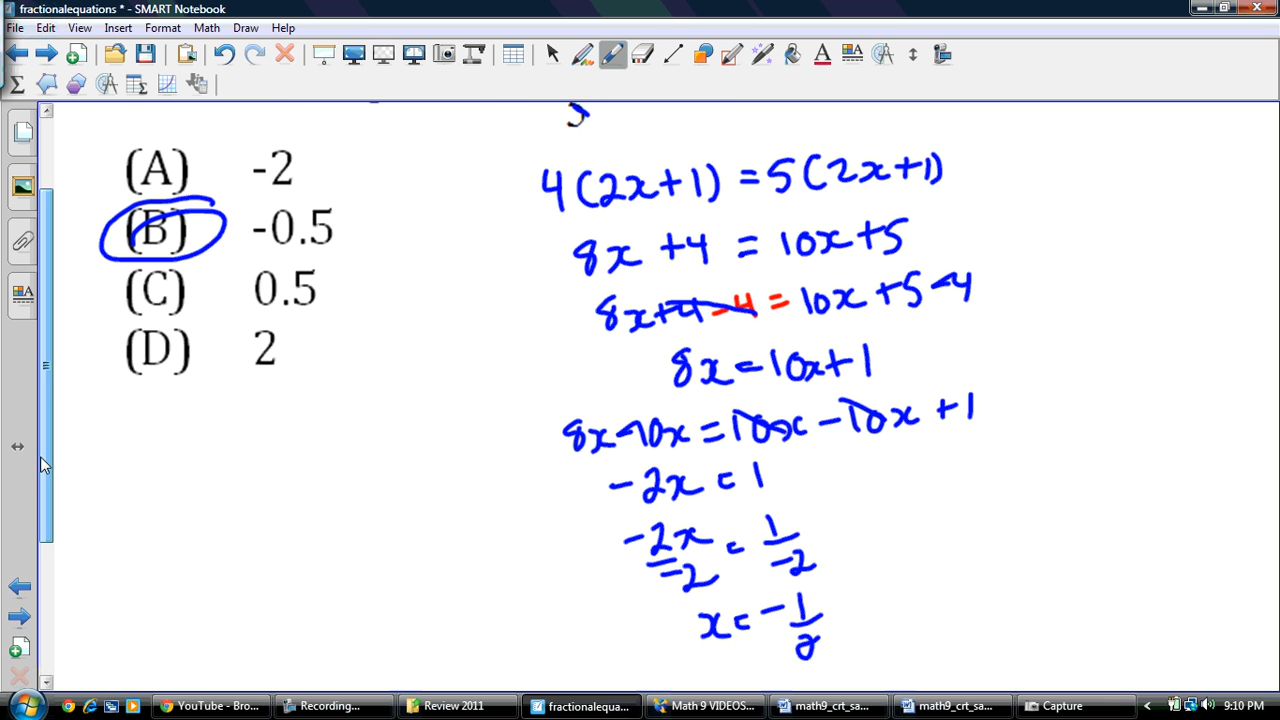 fractionalequations * - SMART Notebook
File Edit View Insert Format Math Draw Help
(A) -2
(B) -0.5
(C) 0.5
(D) 2
4(2x+1) = 5(2x+1)
8x + 4 = 10x + 5
8x + 4 - 4 = 10x + 5 - 4
8x = 10x + 1
8x - 10x = 10x - 10x + 1
-2x = 1
-2x/-2 = 1/-2
x = -1/2
YouTube - Bro...
Recording...
Review 2011
fractionalequa...
Math 9 VIDEOS...
math9_crt_sa...
math9_crt_sa...
Capture
9:10 PM